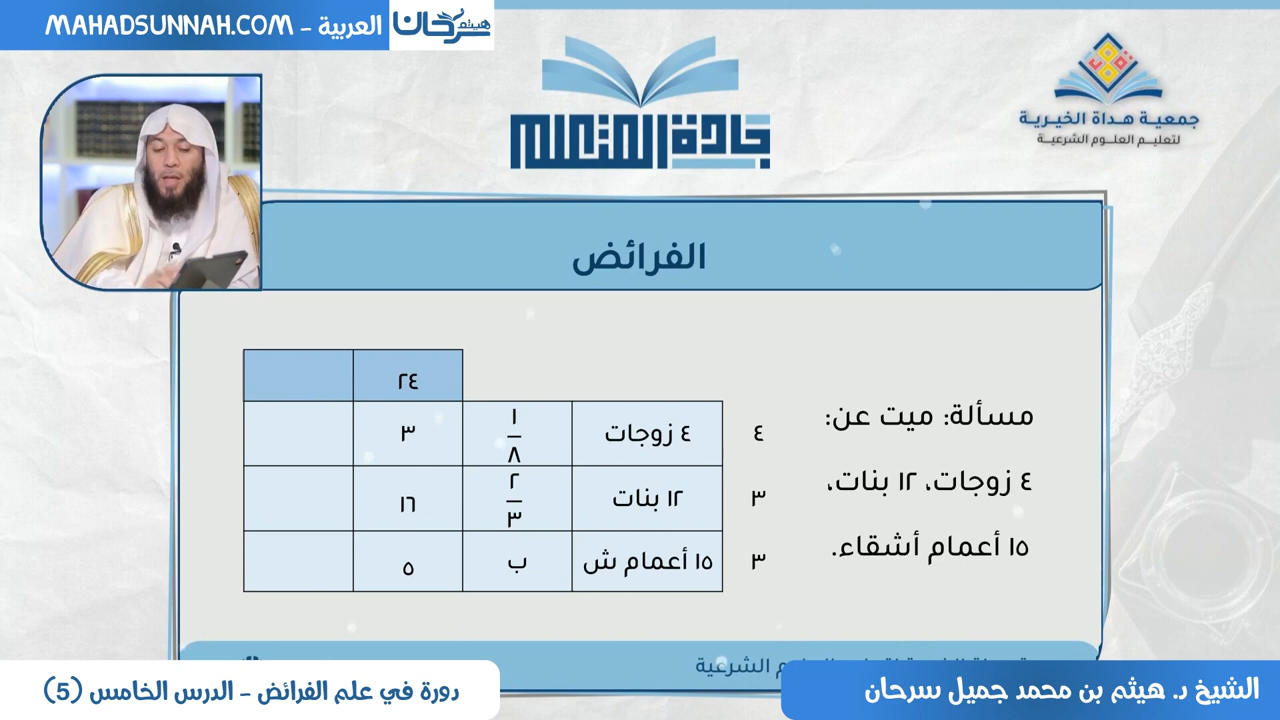 العربية - MAHADSUNNAH.COM
هيثم سرحان
جادة المتعلم
جمعية هداة الخيرية
لتعليم العلوم الشرعية
الفرائض
مسألة: ميت عن:
٤ زوجات، ١٢ بنات،
١٥ أعمام أشقاء.
٢٤
٤ ٤ زوجات ١/٨ ٣
٣ ١٢ بنات ٢/٣ ١٦
٣ ١٥ أعمام ش ب ٥
الشرعية
الشيخ د. هيثم بن محمد جميل سرحان
دورة في علم الفرائض - الدرس الخامس (5)